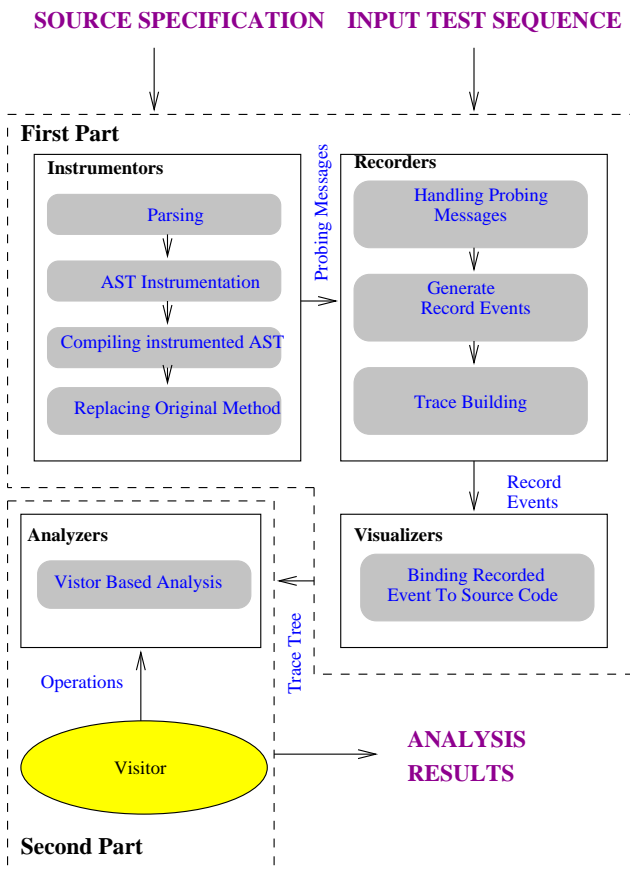 SOURCE SPECIFICATION
INPUT TEST SEQUENCE
First Part
Instrumentors
Parsing
AST Instrumentation
Compiling instrumented AST
Replacing Original Method
Probing Messages
Recorders
Handling Probing
Messages
Generate
Record Events
Trace Building
Record
Events
Visualizers
Binding Recorded
Event To Source Code
Trace Tree
Analyzers
Vistor Based Analysis
Operations
Visitor
ANALYSIS
RESULTS
Second Part